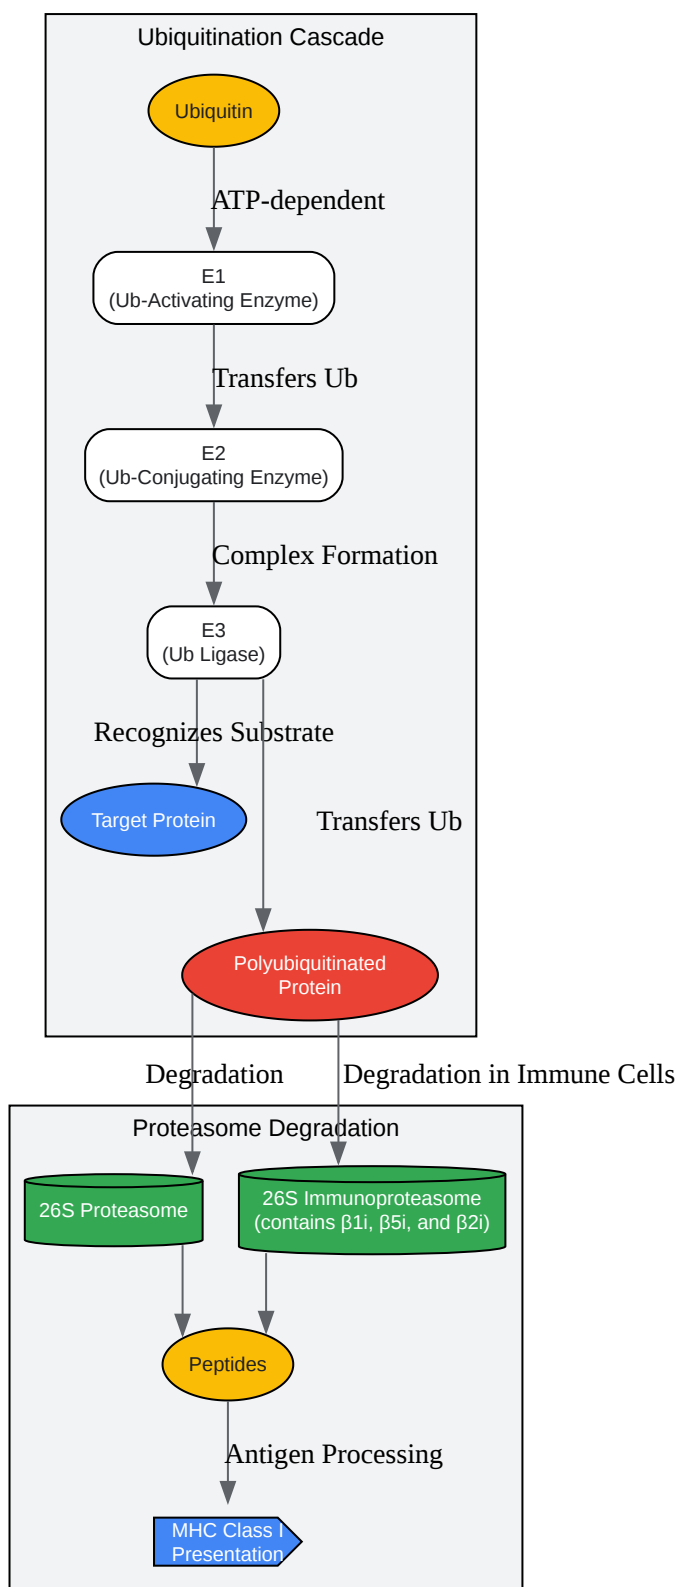 Ubiquitination Cascade
Ubiquitin
ATP-dependent
E1
(Ub-Activating Enzyme)
Transfers Ub
E2
(Ub-Conjugating Enzyme)
Complex Formation
E3
(Ub Ligase)
Recognizes Substrate
Target Protein
Transfers Ub
Polyubiquitinated
Protein
Degradation
Degradation in Immune Cells
Proteasome Degradation
26S Proteasome
26S Immunoproteasome
(contains β1i, β5i, and β2i)
Peptides
Antigen Processing
MHC Class I
Presentation